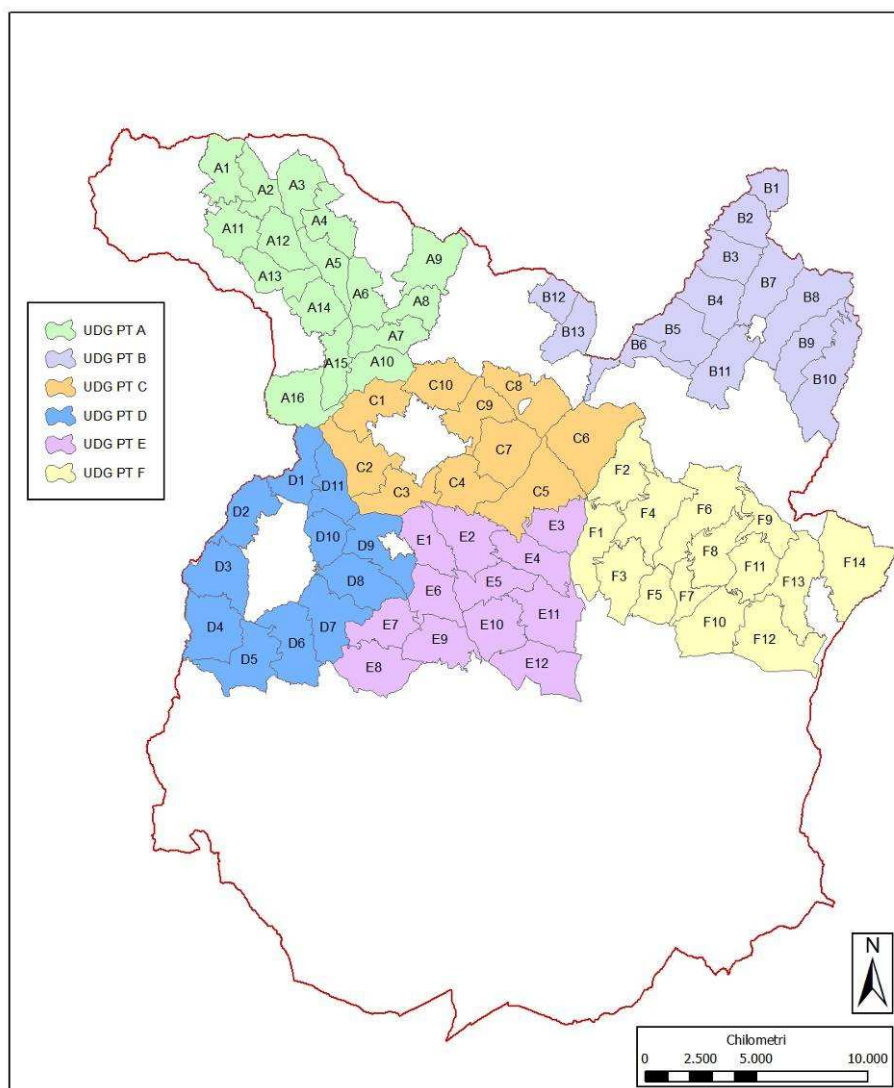 A1
A2
A3
A4
A11
A12
A5
A13
A14
A6
A9
A8
A7
A15
A10
A16
B1
B2
B3
B7
B4
B8
B5
B6
B9
B11
B10
B12
B13
UDG PT A
UDG PT B
UDG PT C
UDG PT D
UDG PT E
UDG PT F
C10
C8
C1
C9
C6
C7
C2
C3
C4
C5
D1
D11
D2
D10
D9
D3
D8
D4
D7
D6
D5
E3
E1
E2
E4
E5
E6
E7
E10
E11
E9
E8
E12
F2
F4
F6
F1
F9
F8
F14
F3
F11
F13
F5
F7
F10
F12
N
Chilometri
0 2.500 5.000 10.000